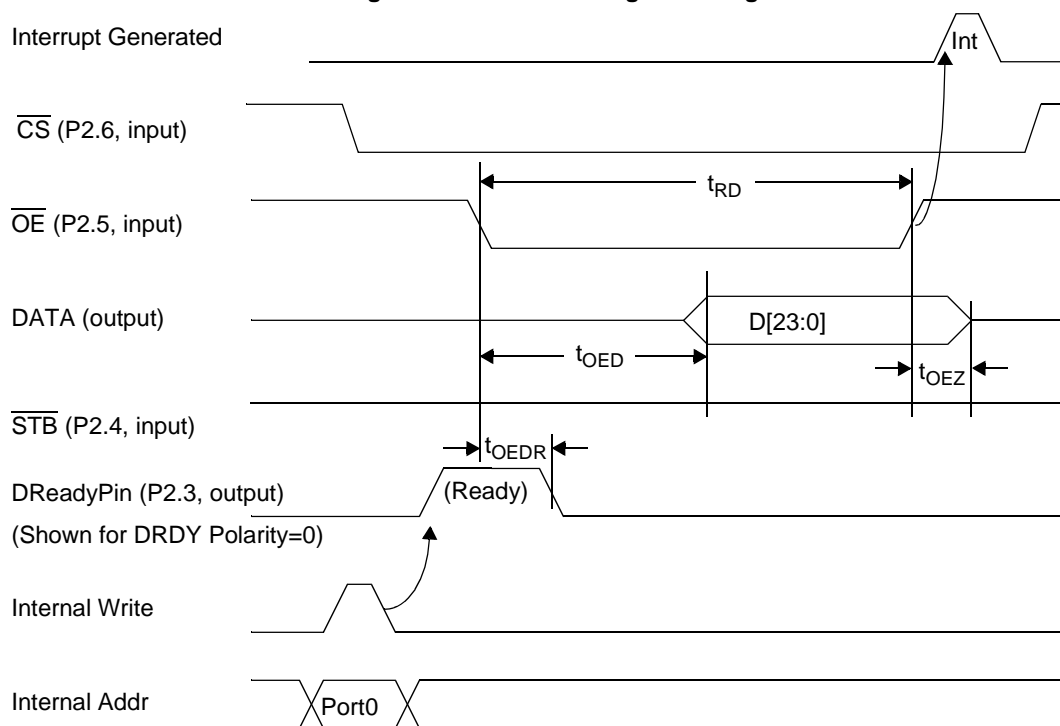 Interrupt Generated
Int
CS (P2.6, input)
tRD
OE (P2.5, input)
DATA (output)
D[23:0]
tOED
tOEZ
STB (P2.4, input)
tOEDR
DReadyPin (P2.3, output)
(Ready)
(Shown for DRDY Polarity=0)
Internal Write
Internal Addr
Port0